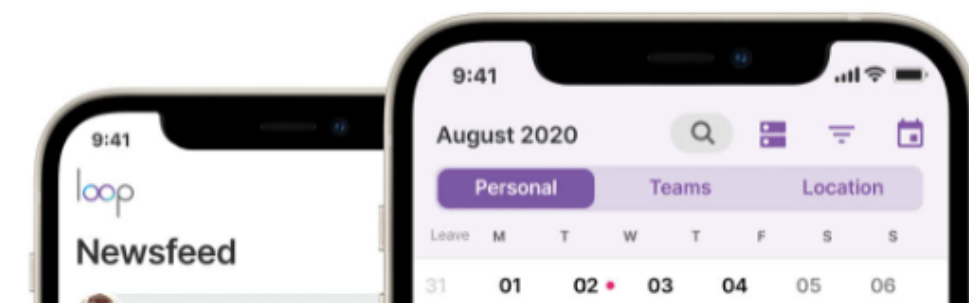 9:41
loop
Newsfeed
9:41
August 2020
Personal Teams Location
Leave M T W T F S S
31 01 02 03 04 05 06